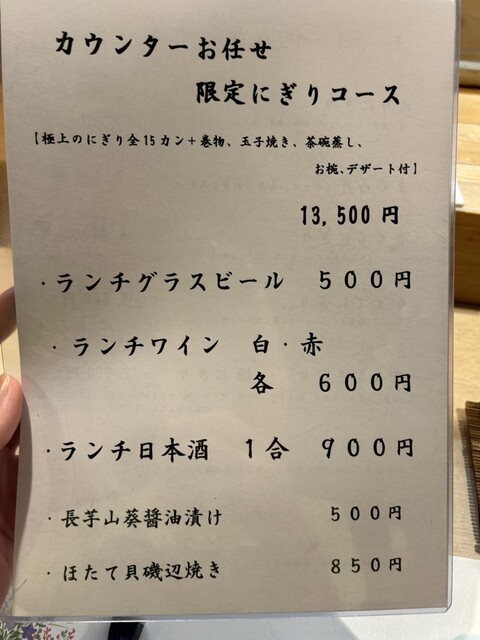 カウンターお任せ
限定にぎりコース
【極上のにぎり全15カン＋巻物、玉子焼き、茶碗蒸し、
お椀、デザート付】
13,500 円
・ランチグラスビール　５００円
・ランチワイン　白・赤
各　６００円
・ランチ日本酒　１合　９００円
・長芋山葵醤油漬け　５００円
・ほたて貝磯辺焼き　８５０円